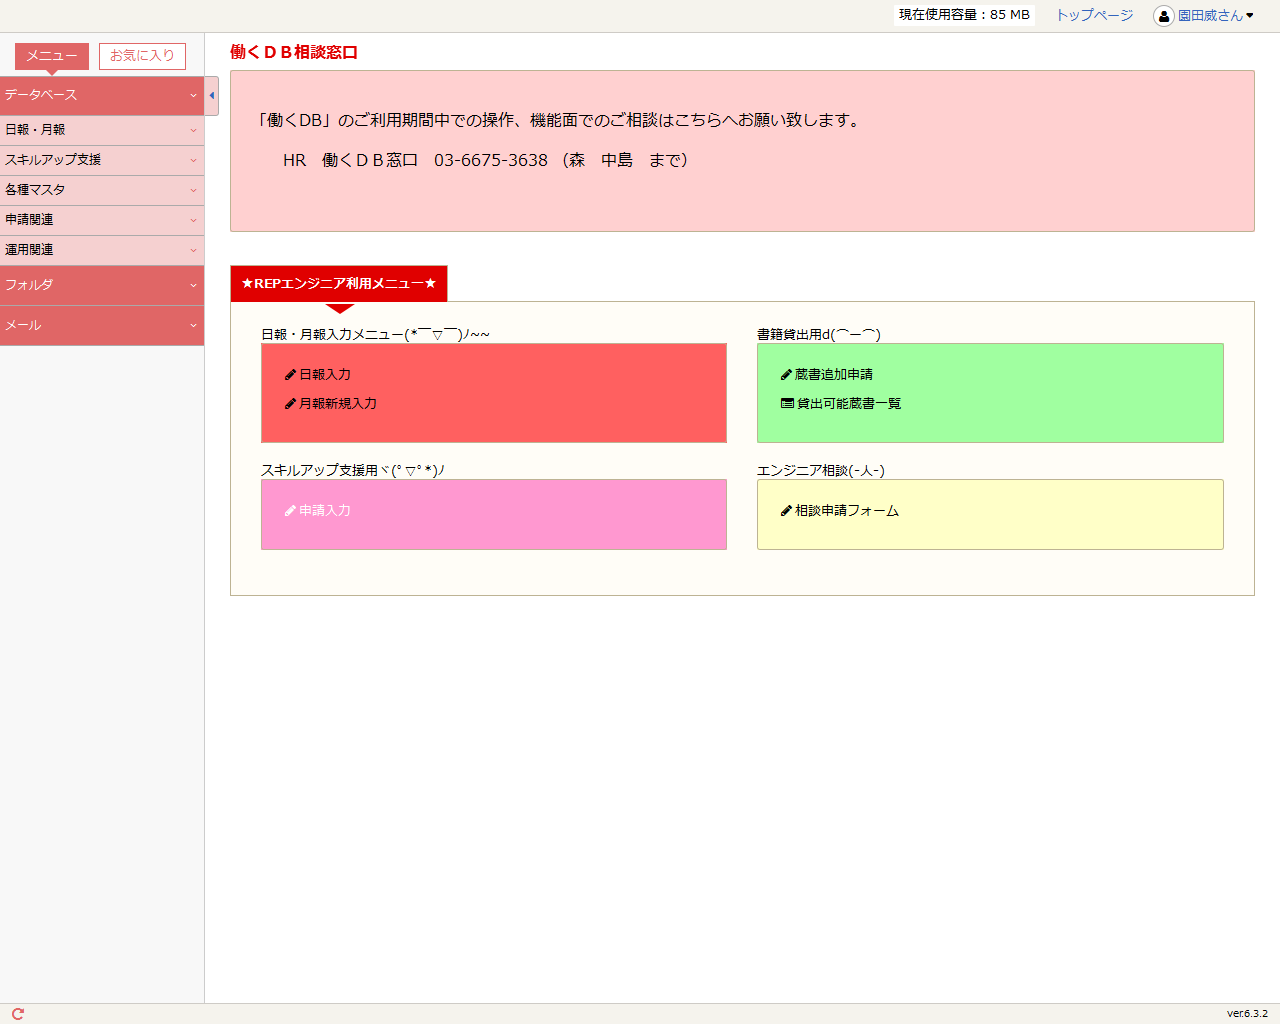 現在使用容量：85 MB
トップページ
園田威さん
メニュー
お気に入り
働くＤＢ相談窓口
データベース
日報・月報
スキルアップ支援
各種マスタ
申請関連
運用関連
フォルダ
メール
「働くDB」のご利用期間中での操作、機能面でのご相談はこちらへお願い致します。
HR　働くＤＢ窓口　03-6675-3638 （森　中島　まで）
★REPエンジニア利用メニュー★
日報・月報入力メニュー(*￣▽￣)ﾉ~~
日報入力
月報新規入力
書籍貸出用d(⌒ー⌒)
蔵書追加申請
貸出可能蔵書一覧
スキルアップ支援用ヾ(ﾟ▽ﾟ*)ﾉ
申請入力
エンジニア相談(-人-)
相談申請フォーム
ver.6.3.2